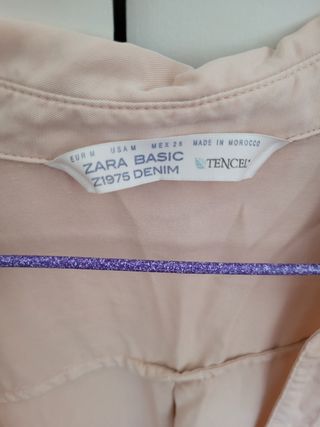 EUR M USA M MEX 28 MADE IN MOROCCO
ZARA BASIC
Z1975 DENIM
TENCEL